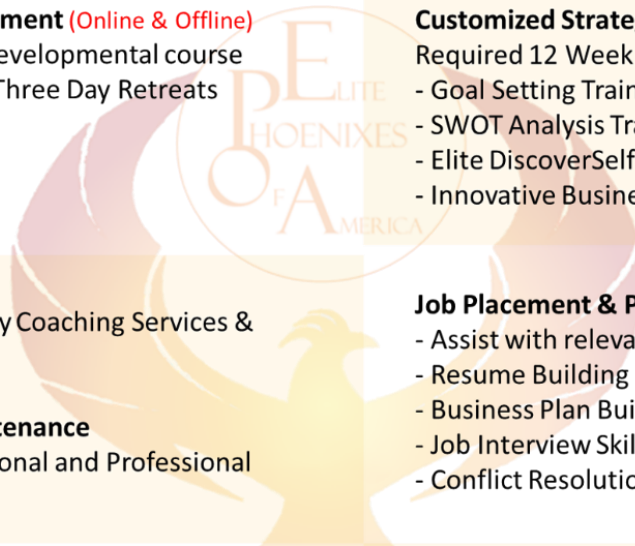 ment (Online & Offline)
evelopmental course
Three Day Retreats
y Coaching Services &
tenance
onal and Professional
ELITE
PHOENIXES
OF
AMERICA
Customized Strate
Required 12 Week
- Goal Setting Train
- SWOT Analysis Tra
- Elite DiscoverSelf
- Innovative Busine
Job Placement & P
- Assist with releva
- Resume Building
- Business Plan Bui
- Job Interview Skil
- Conflict Resolutio